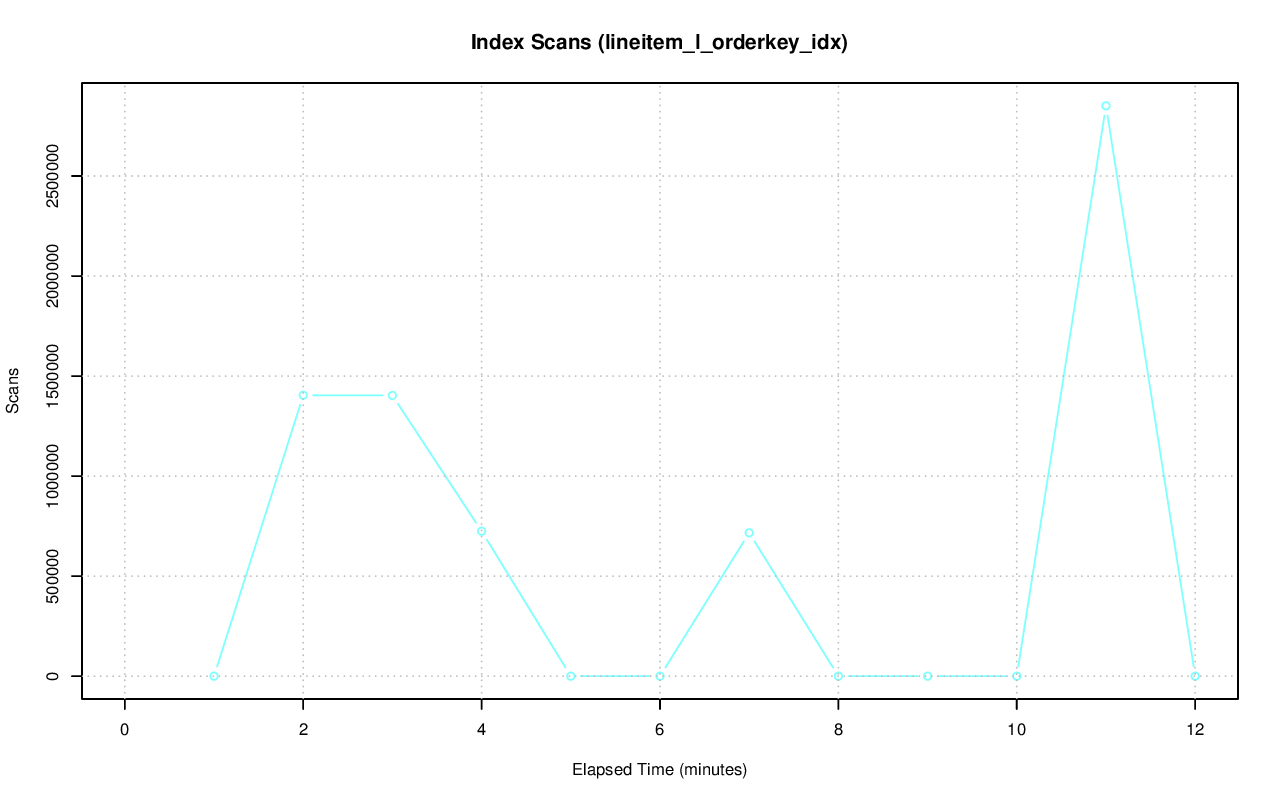 Index Scans (lineitem_l_orderkey_idx)
Scans
2500000
2000000
1500000
1000000
500000
0
0 2 4 6 8 10 12
Elapsed Time (minutes)